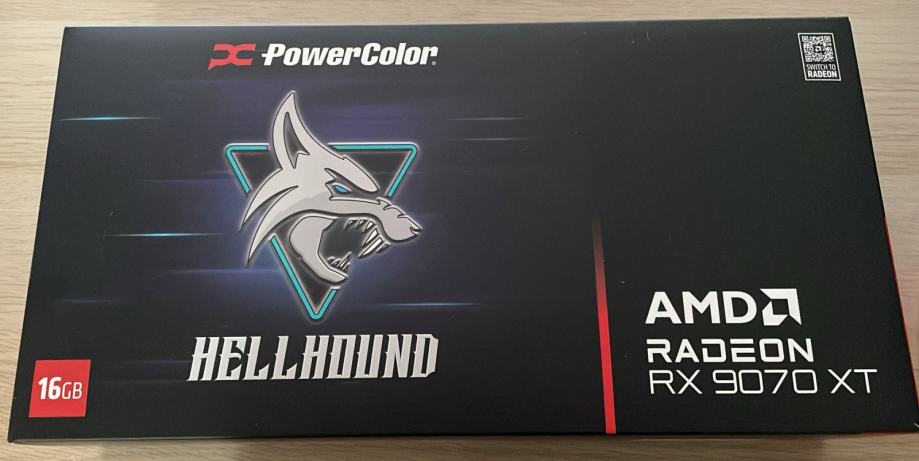 PowerColor
SWITCH TO
RADEON
HELLHOUND
16GB
AMD
RADEON
RX 9070 XT